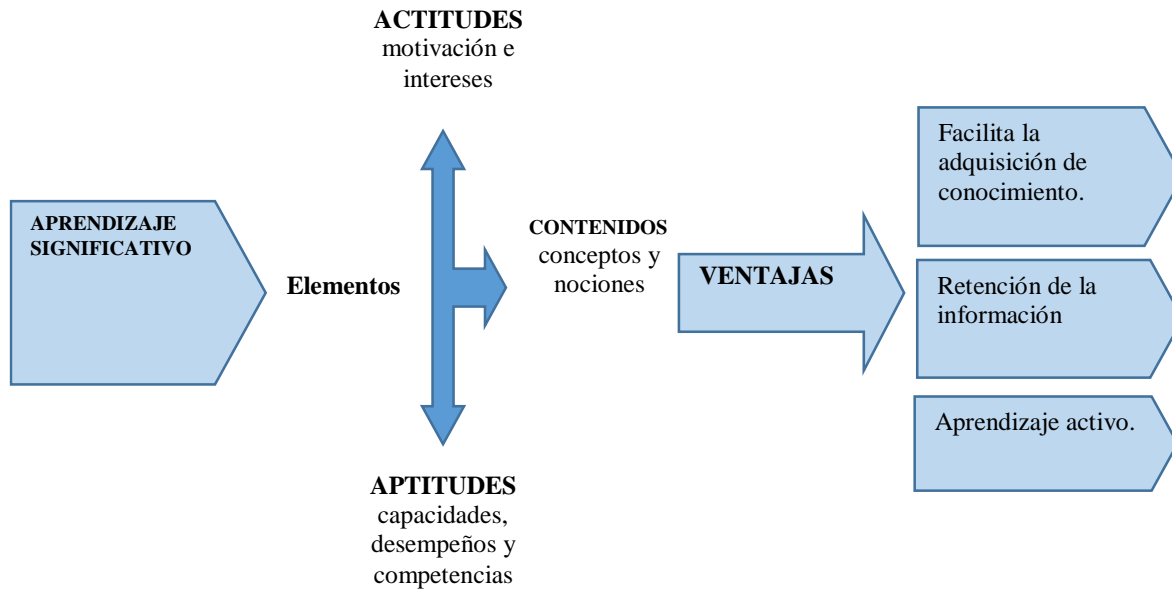 APRENDIZAJE
SIGNIFICATIVO
Elementos
ACTITUDES
motivación e
intereses
CONTENIDOS
conceptos y
nociones
APTITUDES
capacidades,
desempeños y
competencias
VENTAJAS
Facilita la
adquisición de
conocimiento.
Retención de la
información
Aprendizaje activo.